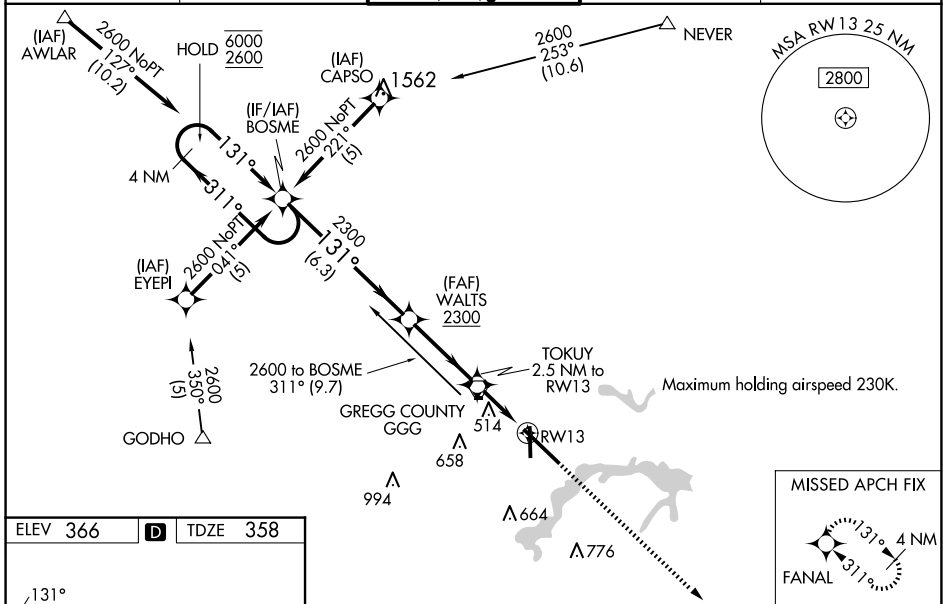 (IAF)
AWLAR
2600 NoPT
127°
(10.2)
HOLD
6000
2600
(IAF)
CAPSO
1562
2600
253°
(10.6)
NEVER
MSA RW13 25 NM
2800
(IF/IAF)
BOSME
2600 NoPT
221°
(5)
131°
4 NM
311°
2600 NoPT
041°
(5)
(IAF)
EYEPI
2300
131°
(6.3)
(FAF)
WALTS
2300
2600
350°
(5)
GODHO
2600 to BOSME
311° (9.7)
TOKUY
2.5 NM to
RW13
Maximum holding airspeed 230K.
GREGG COUNTY
GGG
514
RW13
658
994
664
776
MISSED APCH FIX
131°
4 NM
311°
FANAL
ELEV 366
D
TDZE 358
131°